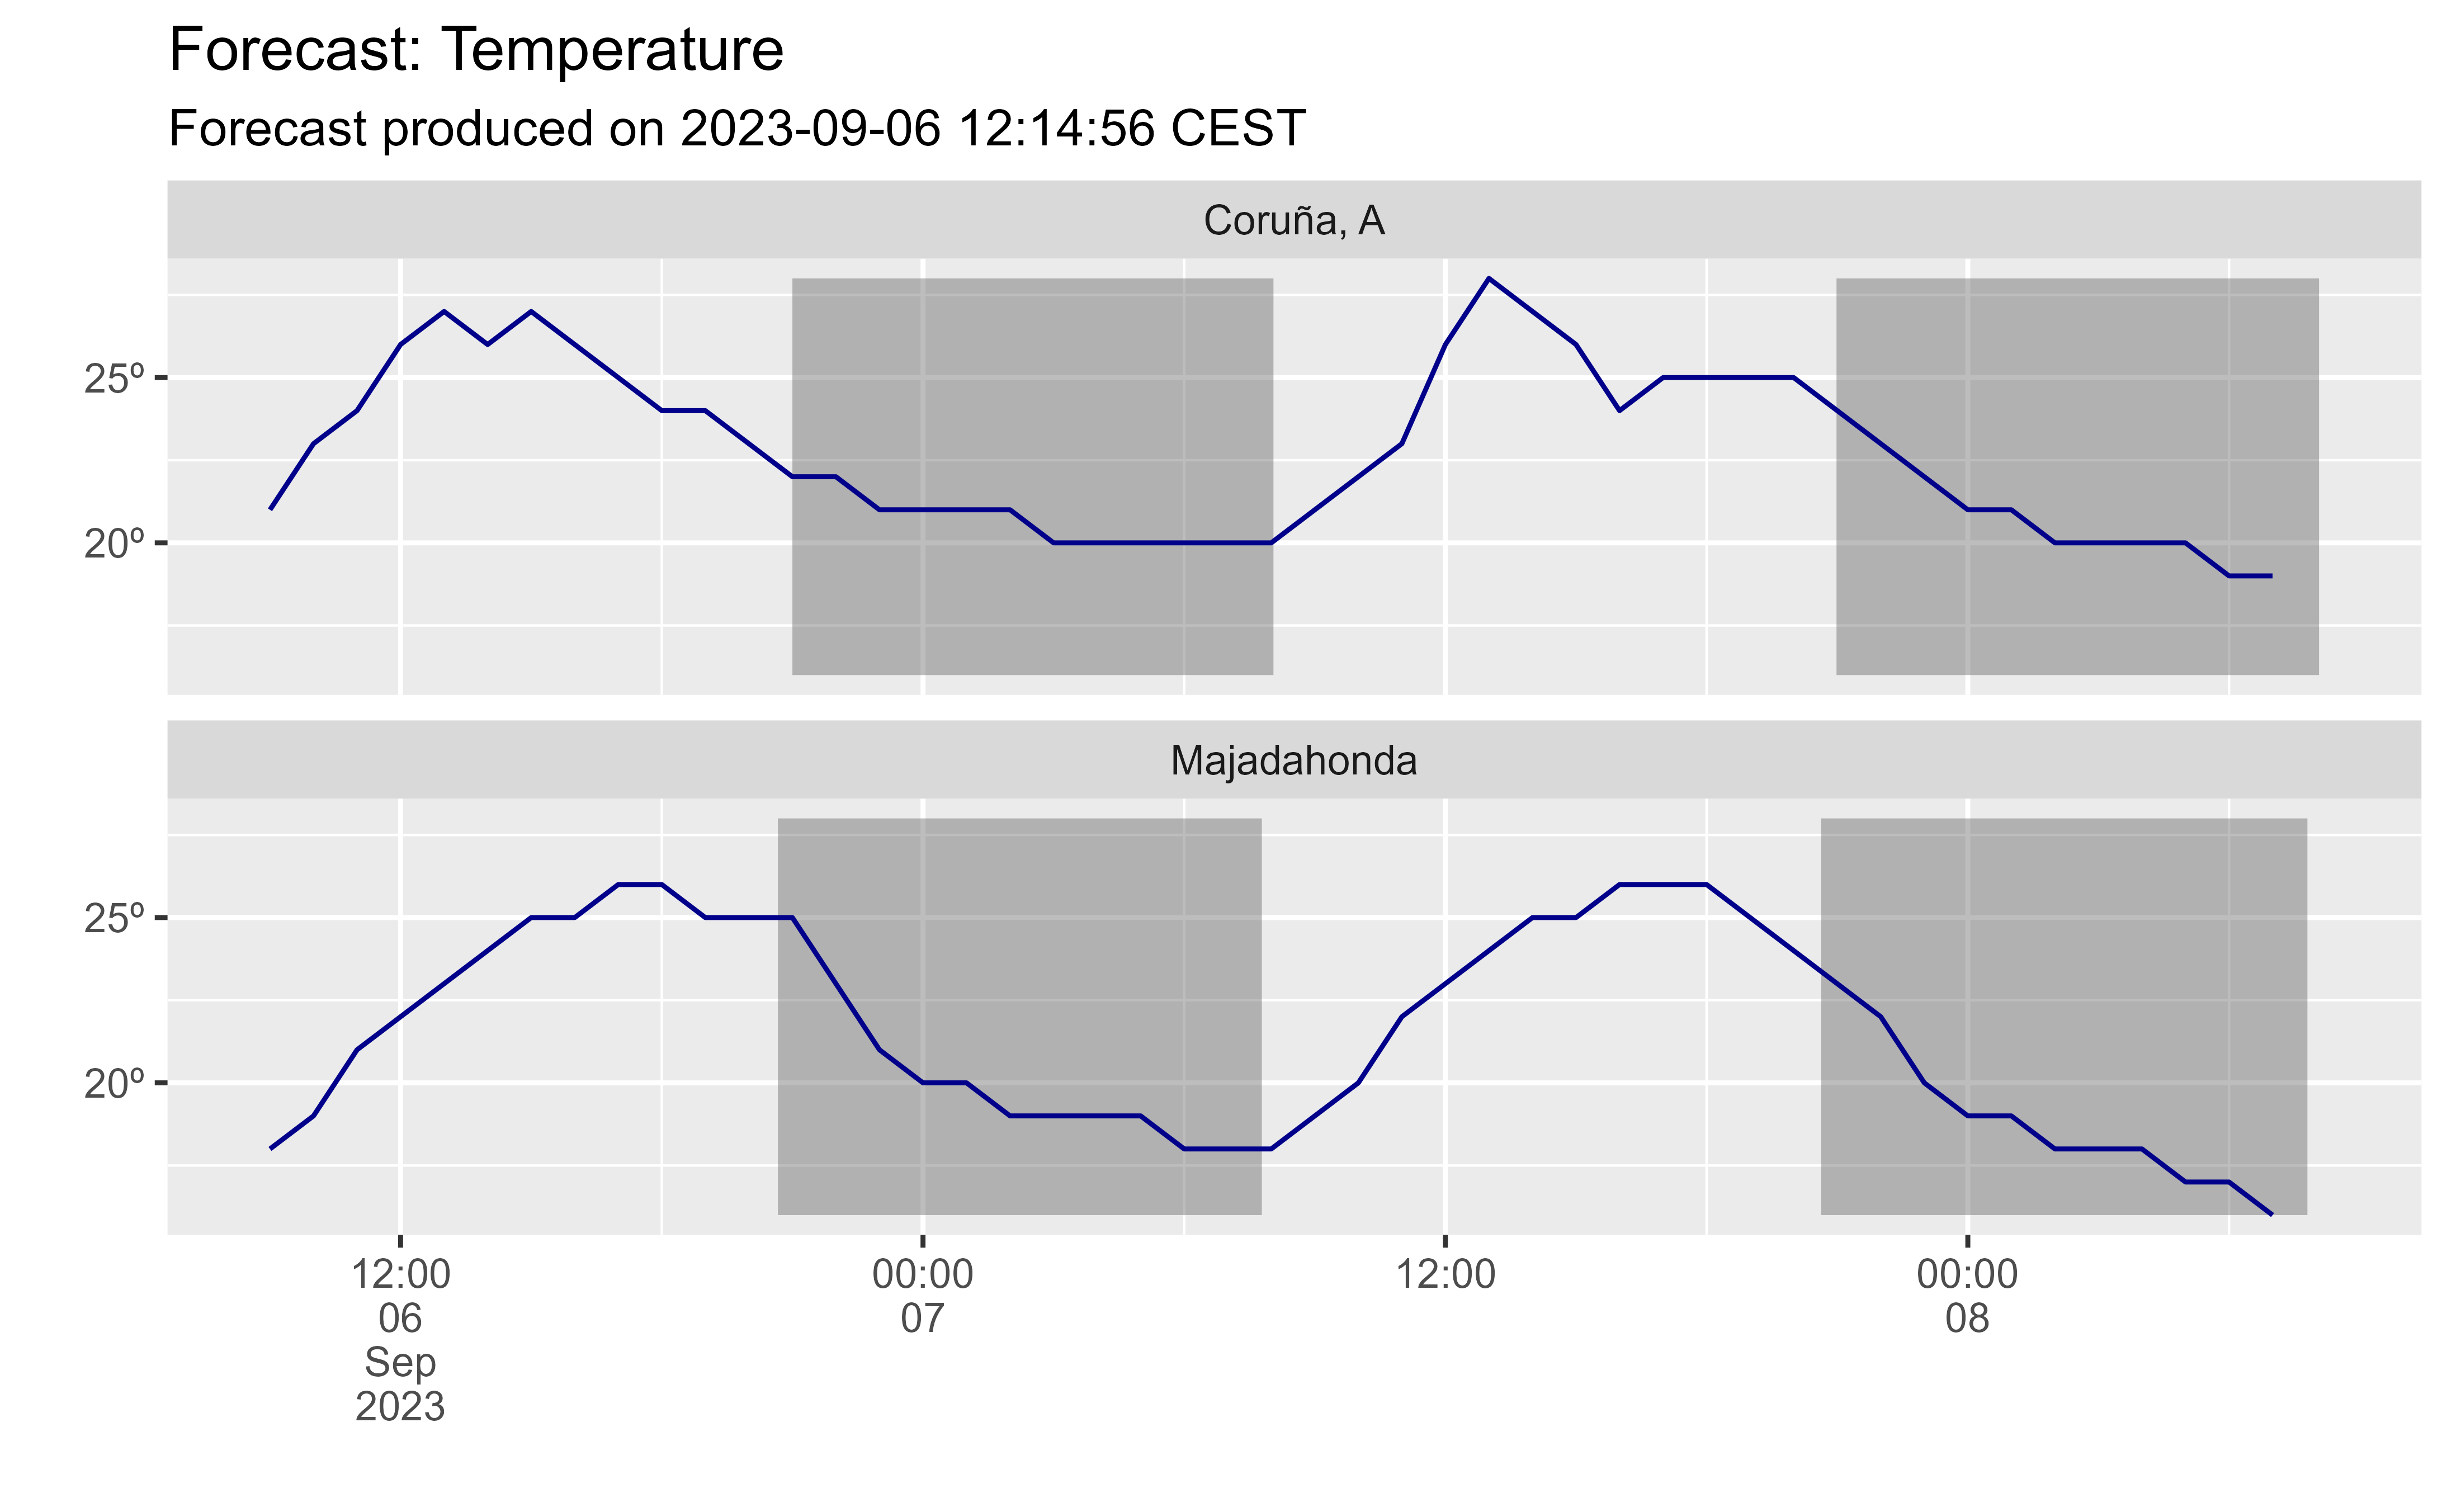 Forecast: Temperature
Forecast produced on 2023-09-06 12:14:56 CEST
Coruña, A
25º
20º
Majadahonda
25º
20º
12:00 00:00 12:00 00:00
06 07 08
Sep
2023